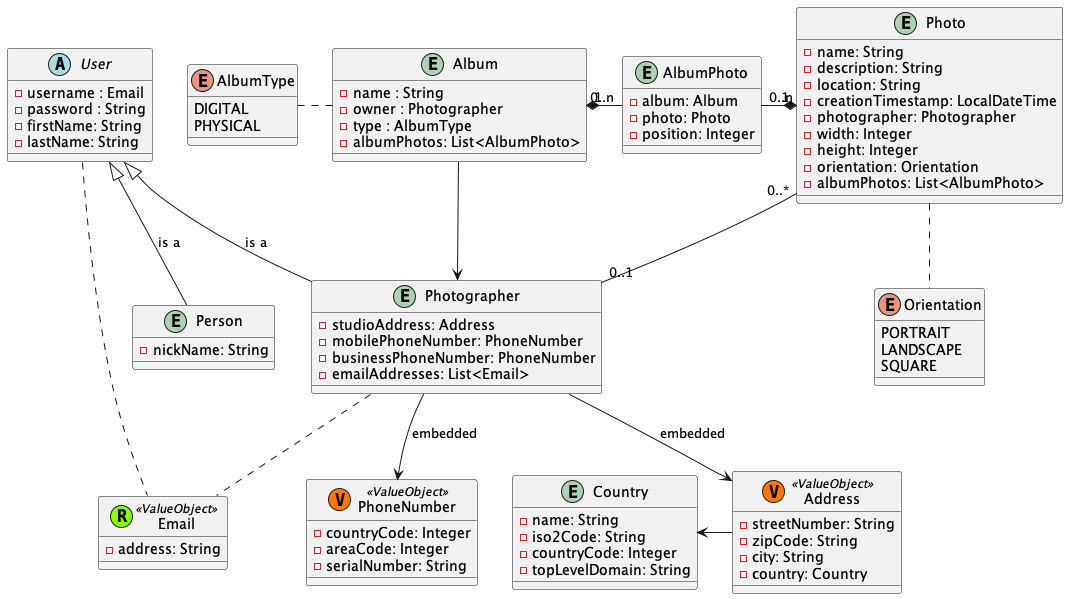 A User
username : Email
password : String
firstName: String
lastName: String
E AlbumType
DIGITAL
PHYSICAL
E Album
name : String
owner : Photographer
type : AlbumType
albumPhotos: List<AlbumPhoto>
0..n
E AlbumPhoto
album: Album
photo: Photo
position: Integer
E Photo
name: String
description: String
location: String
creationTimestamp: LocalDateTime
photographer: Photographer
width: Integer
height: Integer
orientation: Orientation
albumPhotos: List<AlbumPhoto>
0..*
is a
is a
0..1
E Person
nickName: String
E Photographer
studioAddress: Address
mobilePhoneNumber: PhoneNumber
businessPhoneNumber: PhoneNumber
emailAddresses: List<Email>
E Orientation
PORTRAIT
LANDSCAPE
SQUARE
embedded
embedded
R «ValueObject»
Email
address: String
V «ValueObject»
PhoneNumber
countryCode: Integer
areaCode: Integer
serialNumber: String
E Country
name: String
iso2Code: String
countryCode: Integer
topLevelDomain: String
V «ValueObject»
Address
streetNumber: String
zipCode: String
city: String
country: Country